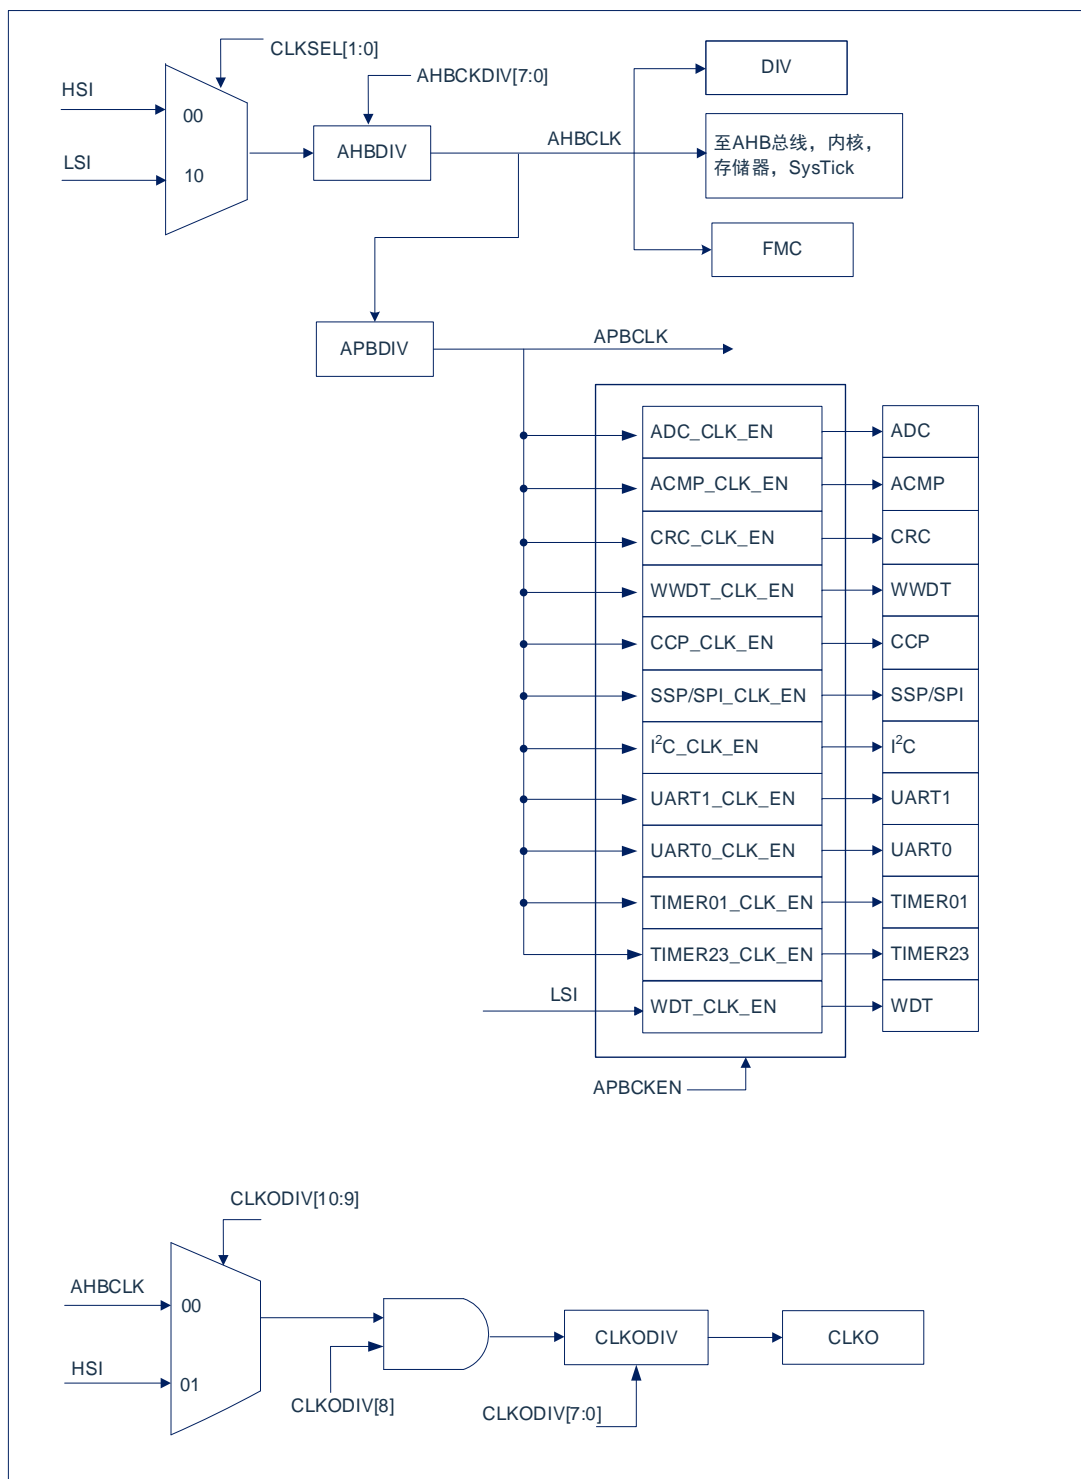 CLKSEL[1:0]
HSI
00
LSI
10
AHBCKDIV[7:0]
AHBDIV
AHBCLK
DIV
至AHB总线，内核，
存储器，SysTick
FMC
APBDIV
APBCLK
ADC_CLK_EN
ADC
ACMP_CLK_EN
ACMP
CRC_CLK_EN
CRC
WWDT_CLK_EN
WWDT
CCP_CLK_EN
CCP
SSP/SPI_CLK_EN
SSP/SPI
I²C_CLK_EN
I²C
UART1_CLK_EN
UART1
UART0_CLK_EN
UART0
TIMER01_CLK_EN
TIMER01
TIMER23_CLK_EN
TIMER23
LSI
WDT_CLK_EN
WDT
APBCKEN
CLKODIV[10:9]
AHBCLK
00
HSI
01
CLKODIV[8]
CLKODIV
CLKODIV[7:0]
CLKO